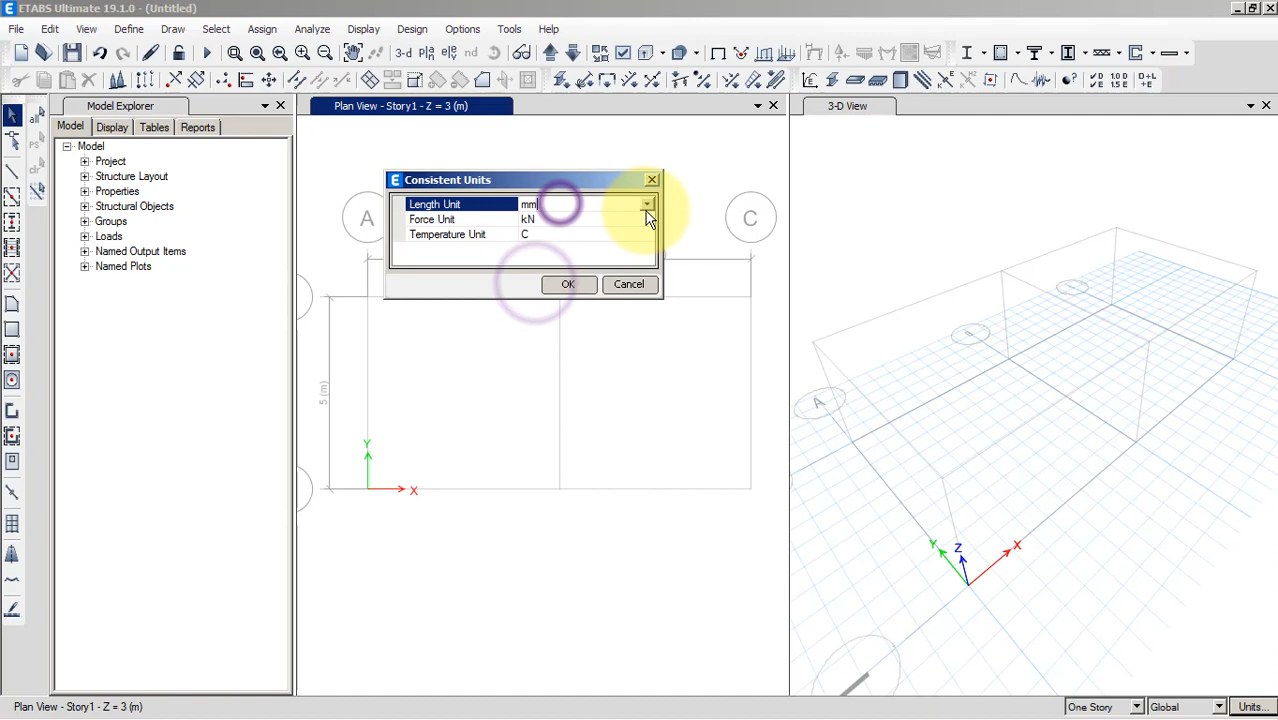 ETABS Ultimate 19.1.0 - (Untitled)
File Edit View Define Draw Select Assign Analyze Display Design Options Tools Help
3-d
Model Explorer
Plan View - Story1 - Z = 3 (m)
3-D View
Model Display Tables Reports
Model
Project
Structure Layout
Properties
Structural Objects
Groups
Loads
Named Output Items
Named Plots
Consistent Units
Length Unit mm
Force Unit kN
Temperature Unit C
OK Cancel
A
C
5 (m)
Y
X
A
Y
Z
X
Plan View - Story1 - Z = 3 (m)
One Story
Global
Units...